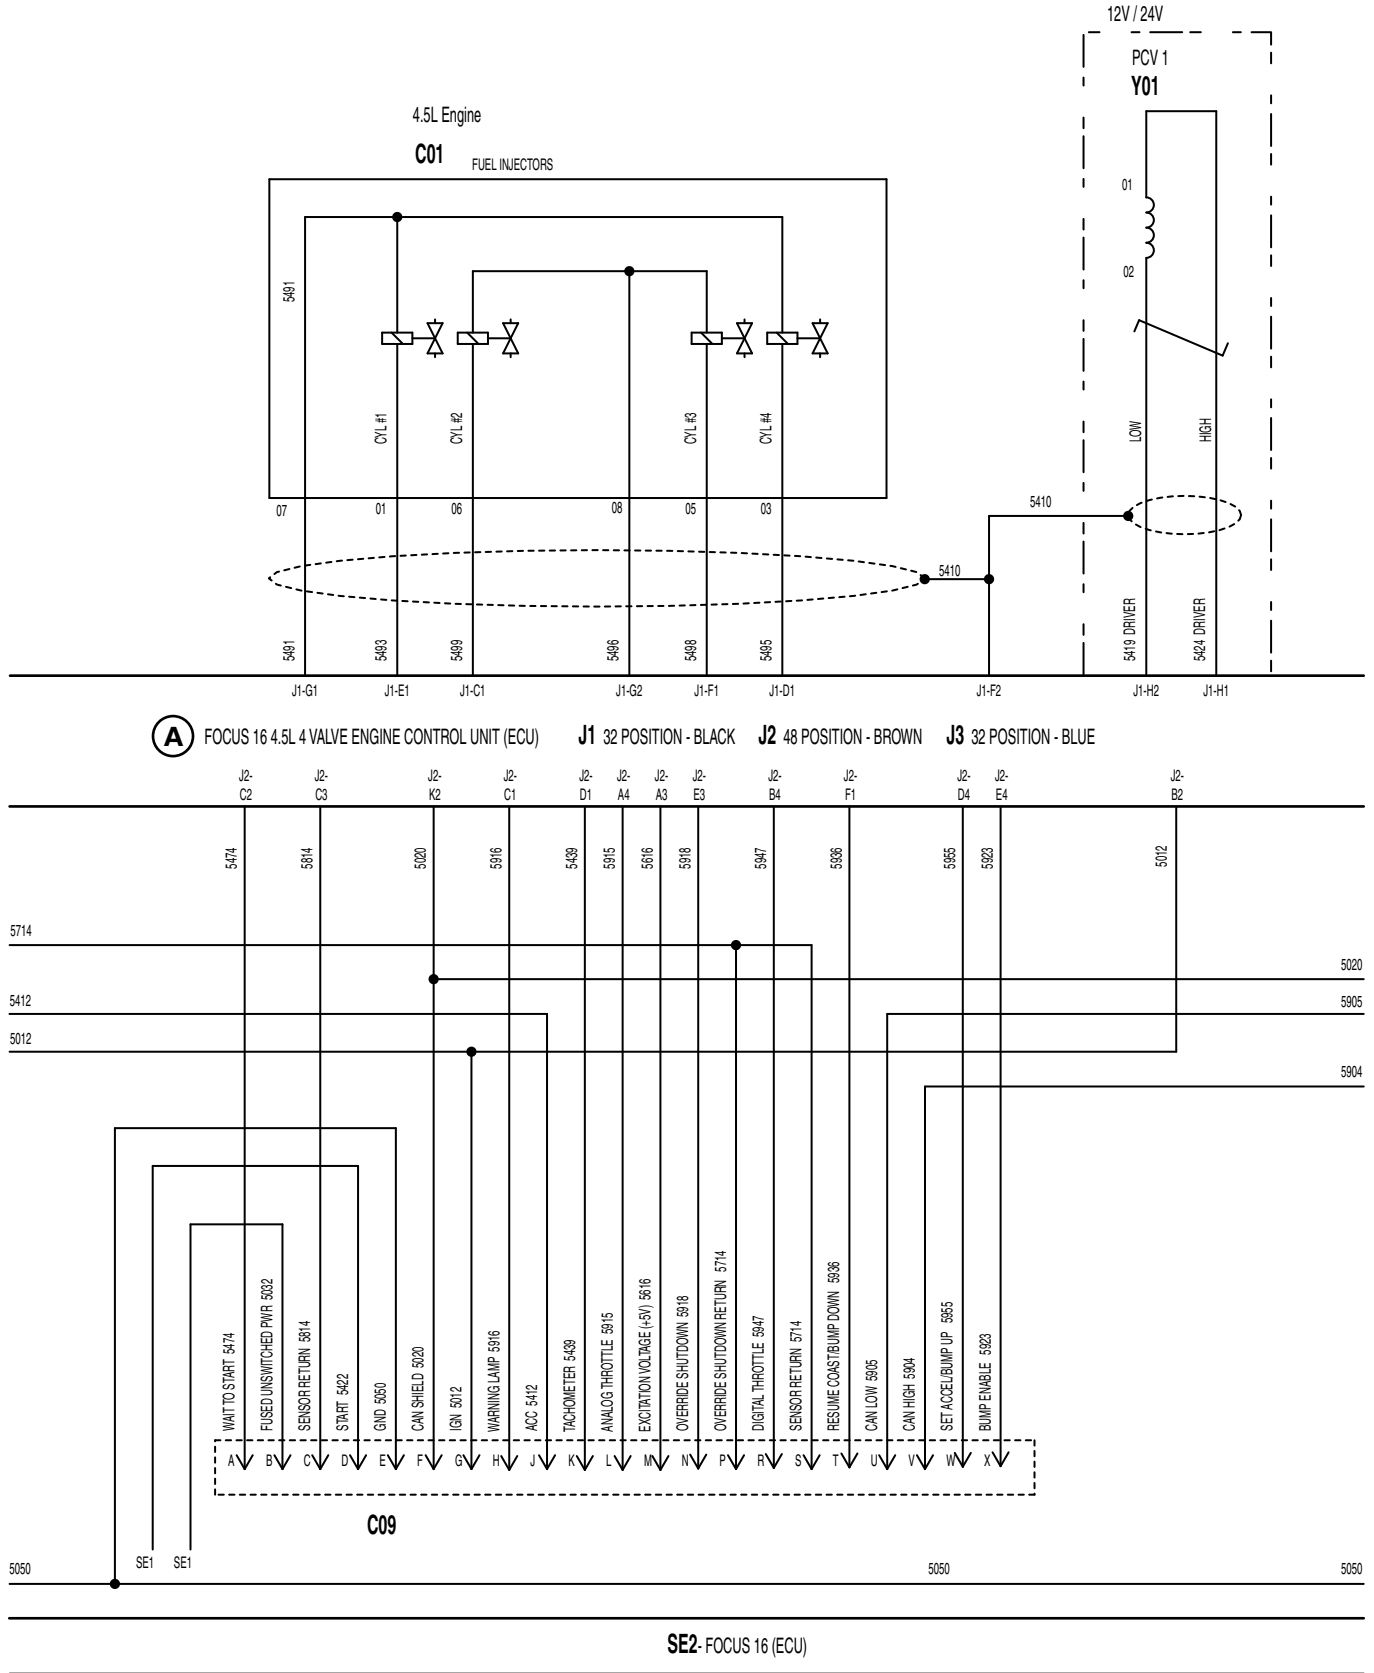 12V / 24V
PCV 1
Y01
4.5L Engine
C01 FUEL INJECTORS
01
02
5491
CYL #1
CYL #2
CYL #3
CYL #4
LOW
HIGH
07 01 06 08 05 03
5410
5410
5491 5493 5499 5496 5498 5495 5419 DRIVER 5424 DRIVER
J1-G1 J1-E1 J1-C1 J1-G2 J1-F1 J1-D1 J1-F2 J1-H2 J1-H1
A FOCUS 16 4.5L 4 VALVE ENGINE CONTROL UNIT (ECU) J1 32 POSITION - BLACK J2 48 POSITION - BROWN J3 32 POSITION - BLUE
J2- J2- J2- J2- J2- J2- J2- J2- J2- J2- J2- J2- J2-
C2 C3 K2 C1 D1 A4 A3 E3 B4 F1 D4 E4 B2
5474 5814 5020 5916 5439 5915 5616 5918 5947 5936 5955 5923 5012
5714
5020
5412
5905
5012
5904
WAIT TO START 5474
FUSED UNSWITCHED PWR 5032
SENSOR RETURN 5814
START 5422
GND 5050
CAN SHIELD 5020
IGN 5012
WARNING LAMP 5916
ACC 5412
TACHOMETER 5439
ANALOG THROTTLE 5915
EXCITATION VOLTAGE (+5V) 5616
OVERRIDE SHUTDOWN 5918
OVERRIDE SHUTDOWN RETURN 5714
DIGITAL THROTTLE 5947
SENSOR RETURN 5714
RESUME COAST/BUMP DOWN 5936
CAN LOW 5905
CAN HIGH 5904
SET ACCEL/BUMP UP 5955
BUMP ENABLE 5923
A B C D E F G H J K L M N P R S T U V W X
C09
SE1 SE1
5050 5050 5050
SE2- FOCUS 16 (ECU)